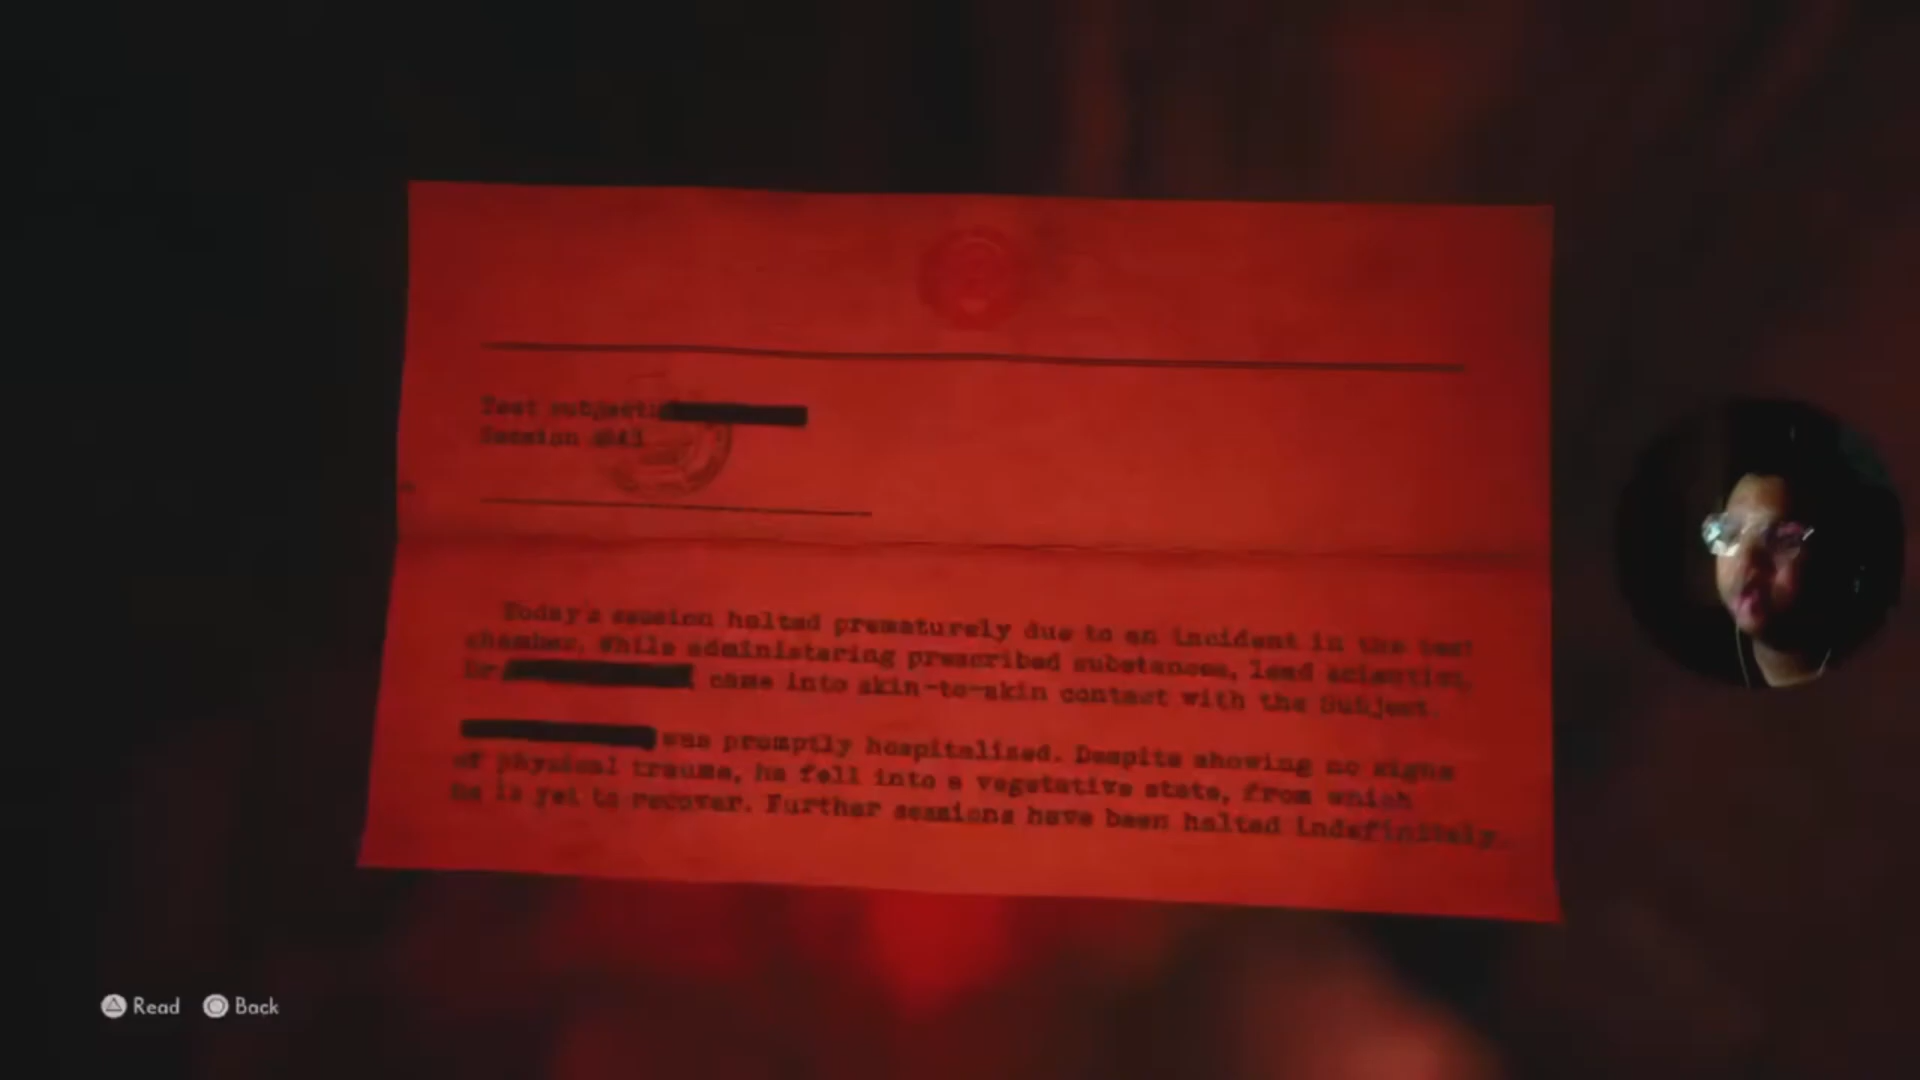 Test subject:
Session
Today's session halted prematurely due to an incident in the test
chamber. While administering prescribed substances, lead scientist,
Dr , came into skin-to-skin contact with the Subject.
was promptly hospitalised. Despite showing no signs
of physical trauma, he fell into a vegetative state, from which
he is yet to recover. Further sessions have been halted indefinitely.
Read Back